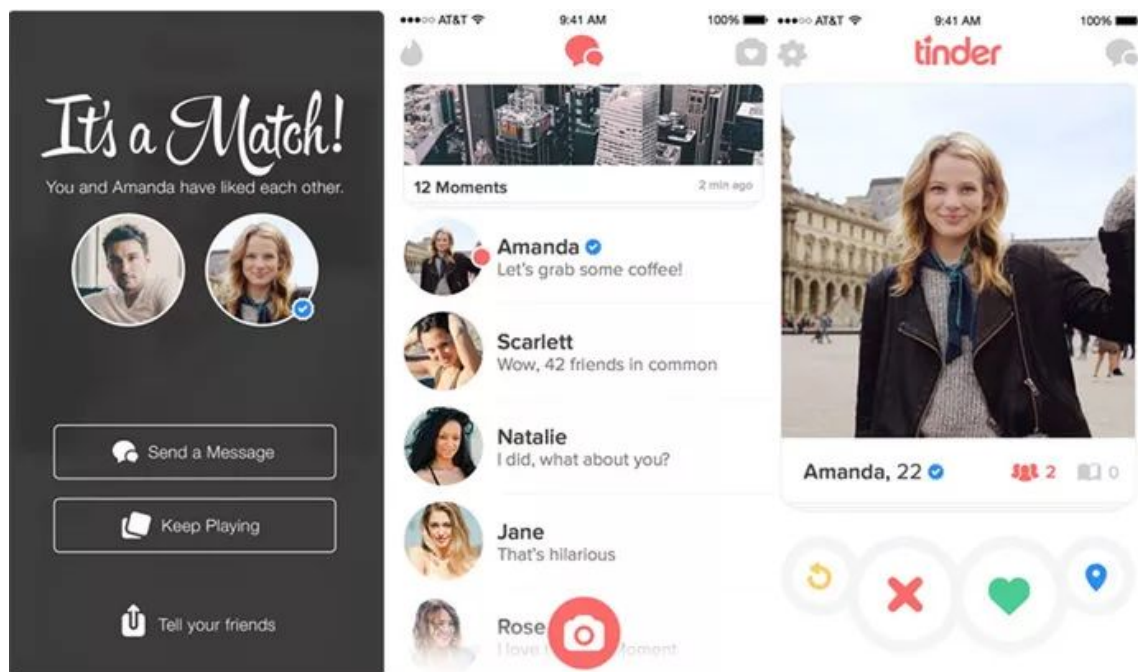 It's a Match!
You and Amanda have liked each other.
Send a Message
Keep Playing
Tell your friends
AT&T 9:41 AM 100%
12 Moments 2 min ago
Amanda
Let's grab some coffee!
Scarlett
Wow, 42 friends in common
Natalie
I did, what about you?
Jane
That's hilarious
Rose
I love Moment
AT&T 9:41 AM 100%
tinder
Amanda, 22 2 0